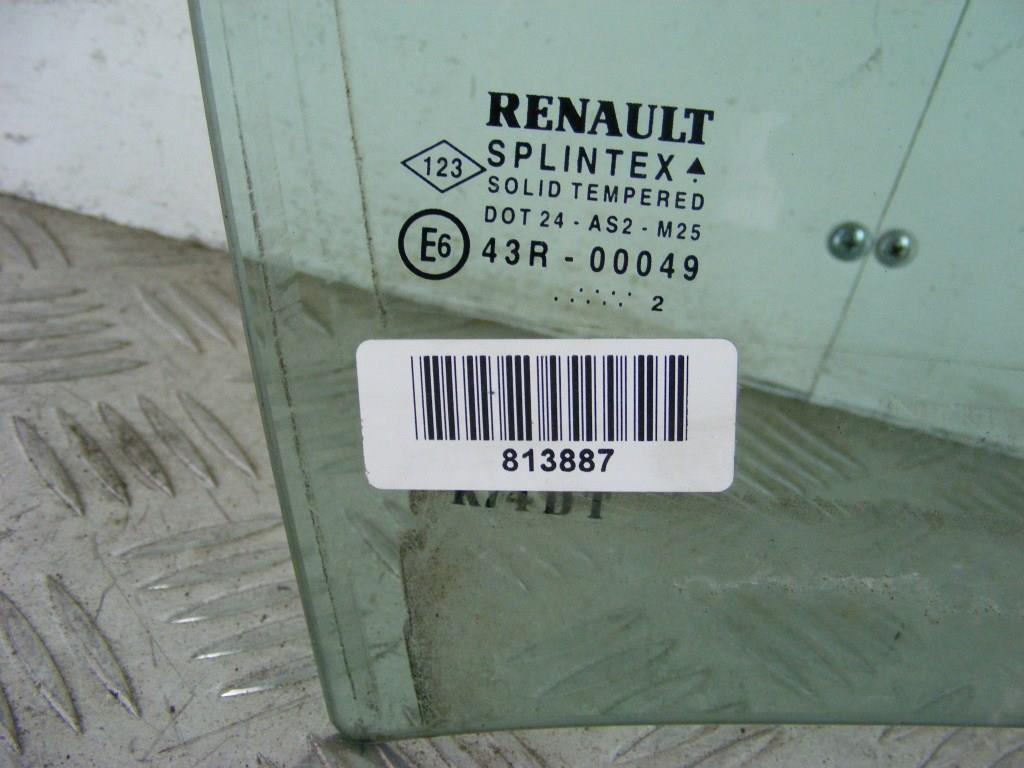 RENAULT
123 SPLINTEX
SOLID TEMPERED
DOT 24 - AS2 - M25
E6 43R - 00049
2
813887